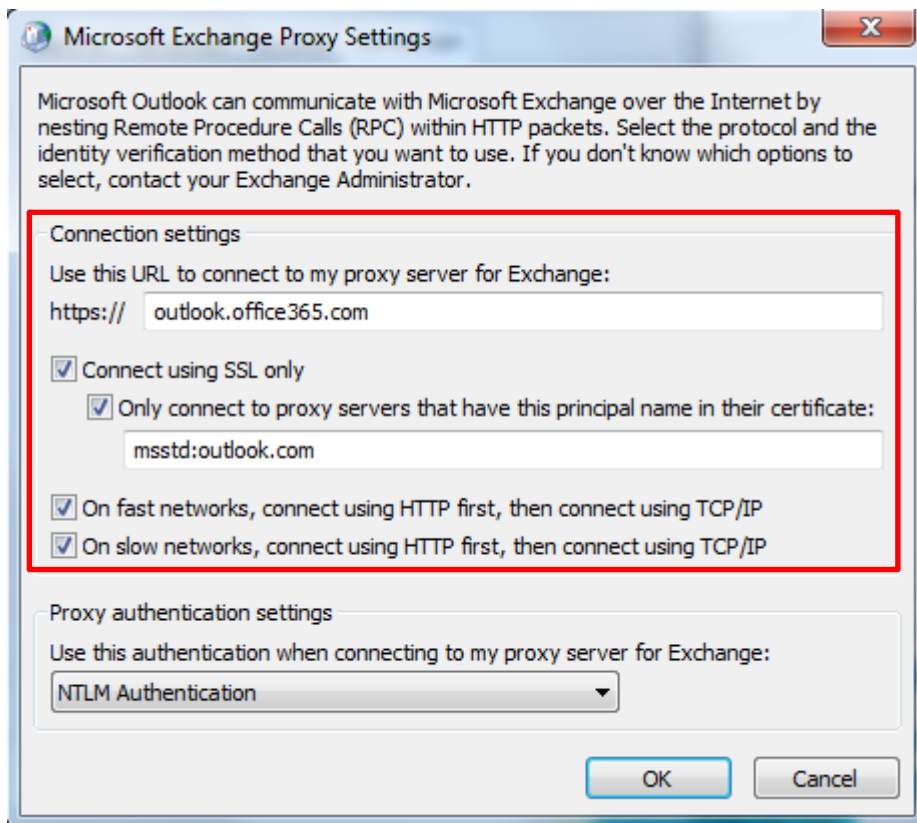 Microsoft Exchange Proxy Settings
Microsoft Outlook can communicate with Microsoft Exchange over the Internet by
nesting Remote Procedure Calls (RPC) within HTTP packets. Select the protocol and the
identity verification method that you want to use. If you don't know which options to
select, contact your Exchange Administrator.
Connection settings
Use this URL to connect to my proxy server for Exchange:
https:// outlook.office365.com
Connect using SSL only
Only connect to proxy servers that have this principal name in their certificate:
msstd:outlook.com
On fast networks, connect using HTTP first, then connect using TCP/IP
On slow networks, connect using HTTP first, then connect using TCP/IP
Proxy authentication settings
Use this authentication when connecting to my proxy server for Exchange:
NTLM Authentication
OK Cancel